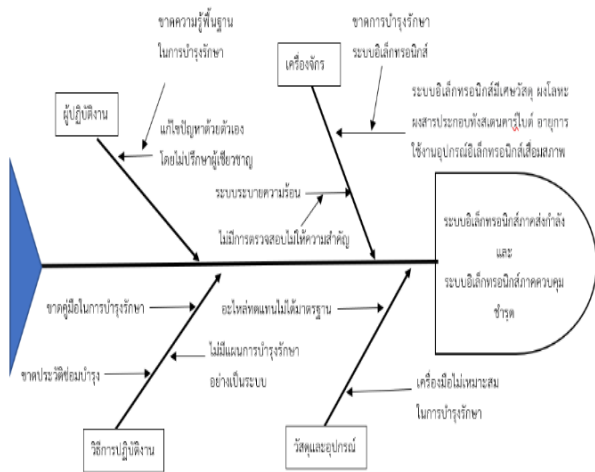 ขาดความรู้พื้นฐาน
ในการบำรุงรักษา
ขาดการบำรุงรักษา
ระบบอิเล็กทรอนิกส์
เครื่องจักร
ผู้ปฏิบัติงาน
ระบบอิเล็กทรอนิกส์มีเศษวัสดุ ผงโลหะ
ผงสารประกอบทังสเตนคาร์ไบด์ อายุการ
ใช้งานอุปกรณ์อิเล็กทรอนิกส์เสื่อมสภาพ
แก้ไขปัญหาด้วยตัวเอง
โดยไม่ปรึกษาผู้เชี่ยวชาญ
ระบบระบายความร้อน
ไม่มีการตรวจสอบไม่ให้ความสำคัญ
ระบบอิเล็กทรอนิกส์ภาคส่งกำลัง
และ
ระบบอิเล็กทรอนิกส์ภาคควบคุม
ชำรุด
ขาดคู่มือในการบำรุงรักษา
อะไหล่ทดแทนไม่ได้มาตรฐาน
ไม่มีแผนการบำรุงรักษา
อย่างเป็นระบบ
ขาดประวัติซ่อมบำรุง
เครื่องมือไม่เหมาะสม
ในการบำรุงรักษา
วิธีการปฏิบัติงาน
วัสดุและอุปกรณ์